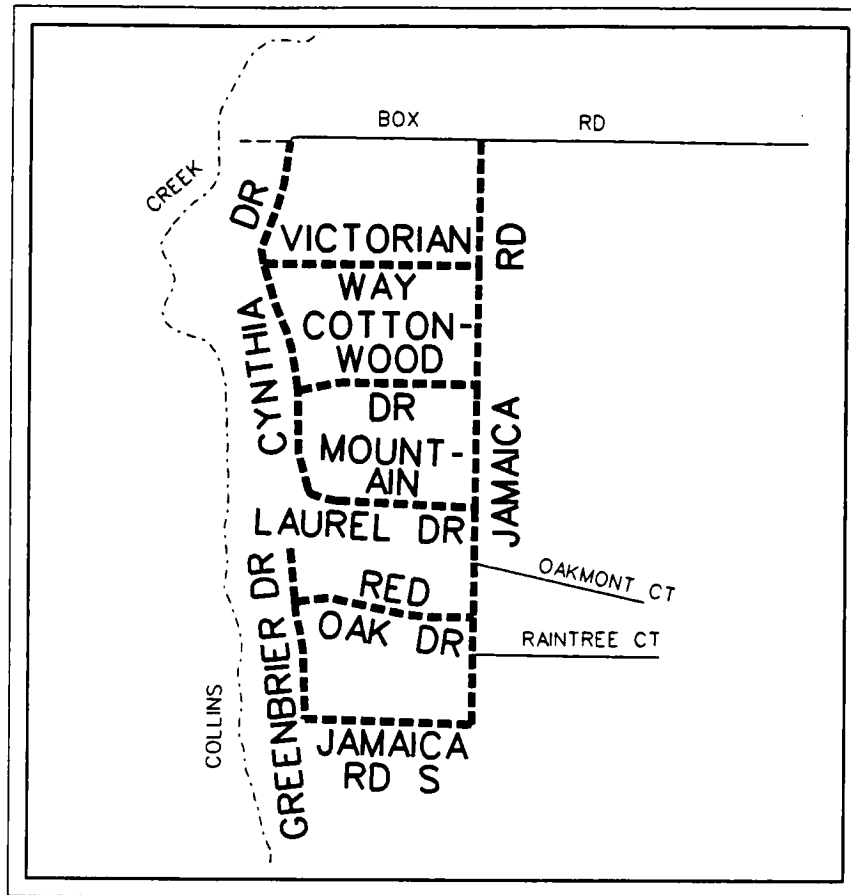 BOX RD
CREEK
DR
VICTORIAN
WAY
RD
COTTON-
WOOD
DR
CYNTHIA
MOUNT-
AIN
LAUREL DR
JAMAICA
OAKMONT CT
RED
OAK DR
RAINTREE CT
GREENBRIER DR
COLLINS
JAMAICA
RD S